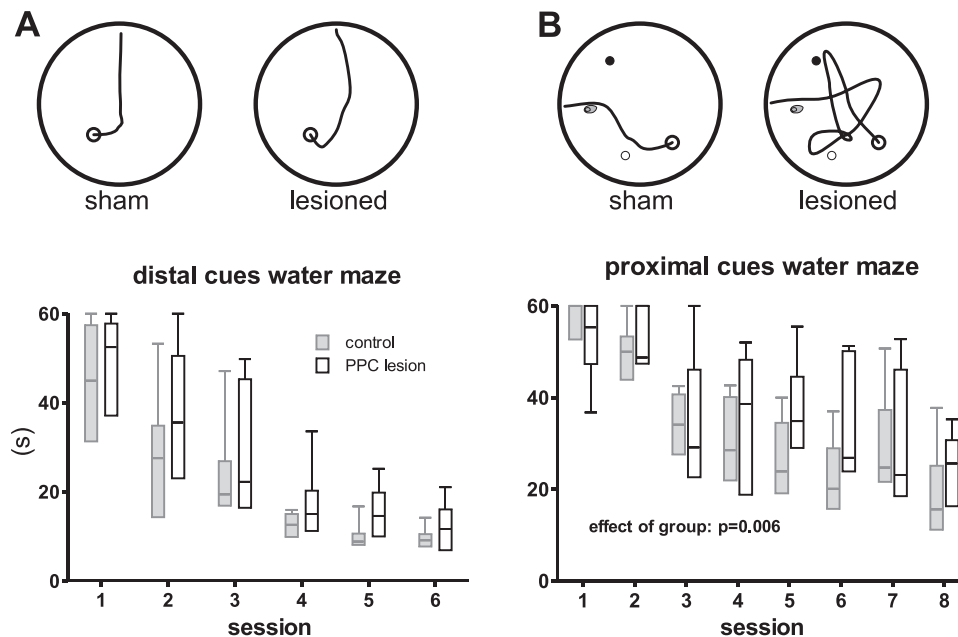 A
sham
lesioned
distal cues water maze
(s)
60
40
20
0
control
PPC lesion
1 2 3 4 5 6
session
B
sham
lesioned
proximal cues water maze
60
40
20
0
effect of group: p=0.006
1 2 3 4 5 6 7 8
session